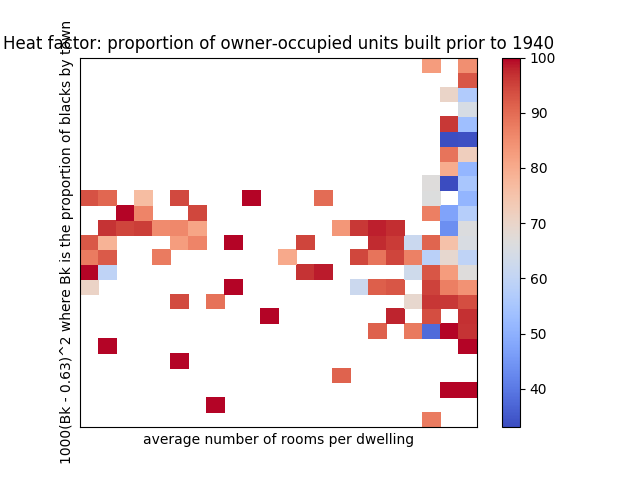 Heat factor: proportion of owner-occupied units built prior to 1940
1000(Bk - 0.63)^2 where Bk is the proportion of blacks by town
average number of rooms per dwelling
100
90
80
70
60
50
40